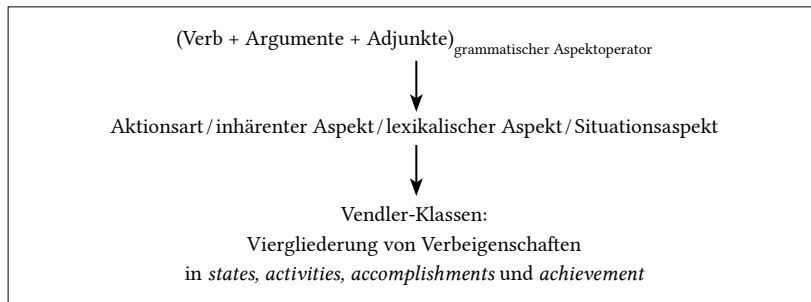 (Verb + Argumente + Adjunkte)grammatischer Aspektoperator
Aktionsart/inhärenter Aspekt/lexikalischer Aspekt/Situationsaspekt
Vendler-Klassen:
Viergliederung von Verbeigenschaften
in states, activities, accomplishments und achievement